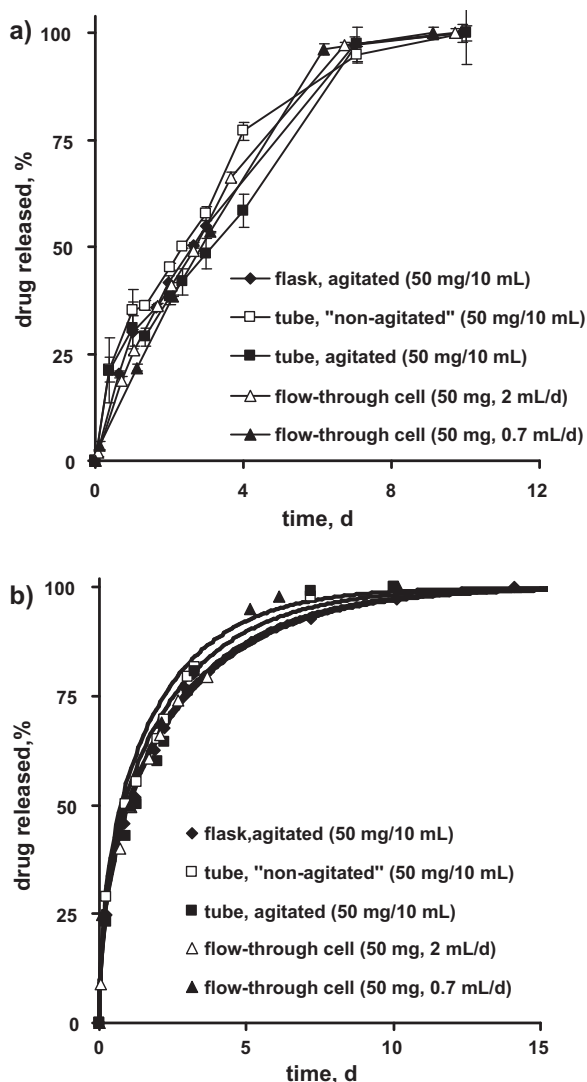 a)
100
75
50
25
0
drug released, %
flask, agitated (50 mg/10 mL)
tube, "non-agitated" (50 mg/10 mL)
tube, agitated (50 mg/10 mL)
flow-through cell (50 mg, 2 mL/d)
flow-through cell (50 mg, 0.7 mL/d)
0 4 8 12
time, d
b)
100
75
50
25
0
drug released,%
flask,agitated (50 mg/10 mL)
tube, "non-agitated" (50 mg/10 mL)
tube, agitated (50 mg/10 mL)
flow-through cell (50 mg, 2 mL/d)
flow-through cell (50 mg, 0.7 mL/d)
0 5 10 15
time, d